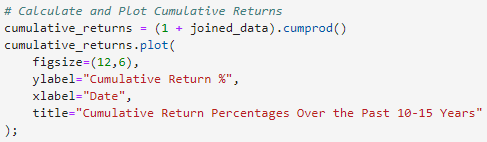 # Calculate and Plot Cumulative Returns
cumulative_returns = (1 + joined_data).cumprod()
cumulative_returns.plot(
    figsize=(12,6),
    ylabel="Cumulative Return %",
    xlabel="Date",
    title="Cumulative Return Percentages Over the Past 10-15 Years"
);